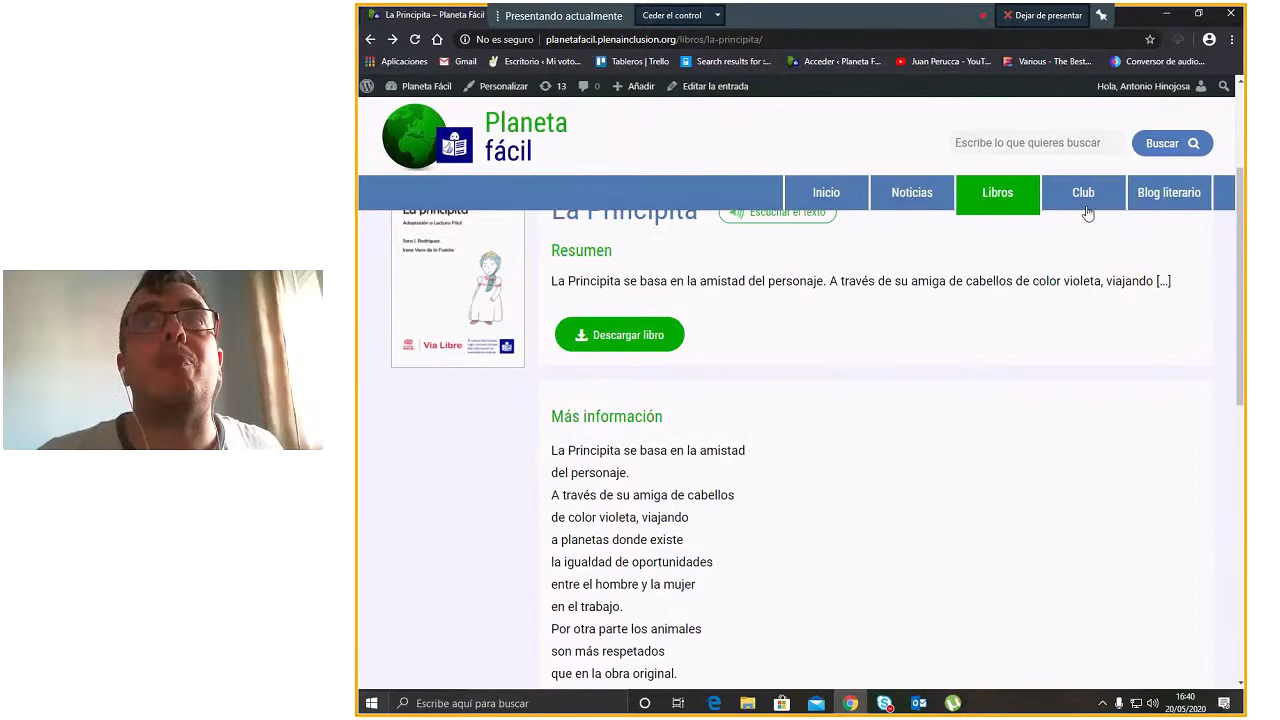 La Principita – Planeta Fácil
Presentando actualmente
Ceder el control
Dejar de presentar
No es seguro | planetafacil.plenainclusion.org/libros/la-principita/
Aplicaciones Gmail Escritorio ‹ Mi voto... Tableros | Trello Search results for :... Acceder ‹ Planeta F... Juan Perucca - YouT... Various - The Best... Conversor de audio...
Planeta Fácil Personalizar 13 0 Añadir Editar la entrada Hola, Antonio Hinojosa
Planeta
fácil
Escribe lo que quieres buscar
Buscar
Inicio Noticias Libros Club Blog literario
La principita
Adaptación a Lectura Fácil
Sara I. Rodríguez
Irene Vera de la Fuente
Via Libre
La Principita
Escuchar el texto
Resumen
La Principita se basa en la amistad del personaje. A través de su amiga de cabellos de color violeta, viajando [...]
Descargar libro
Más información
La Principita se basa en la amistad
del personaje.
A través de su amiga de cabellos
de color violeta, viajando
a planetas donde existe
la igualdad de oportunidades
entre el hombre y la mujer
en el trabajo.
Por otra parte los animales
son más respetados
que en la obra original.
Escribe aquí para buscar
16:40
20/05/2020